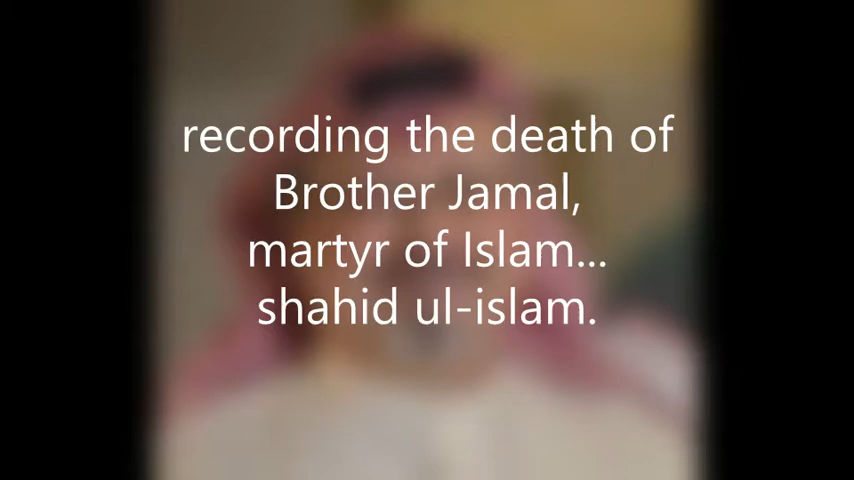 recording the death of
Brother Jamal,
martyr of Islam...
shahid ul-islam.